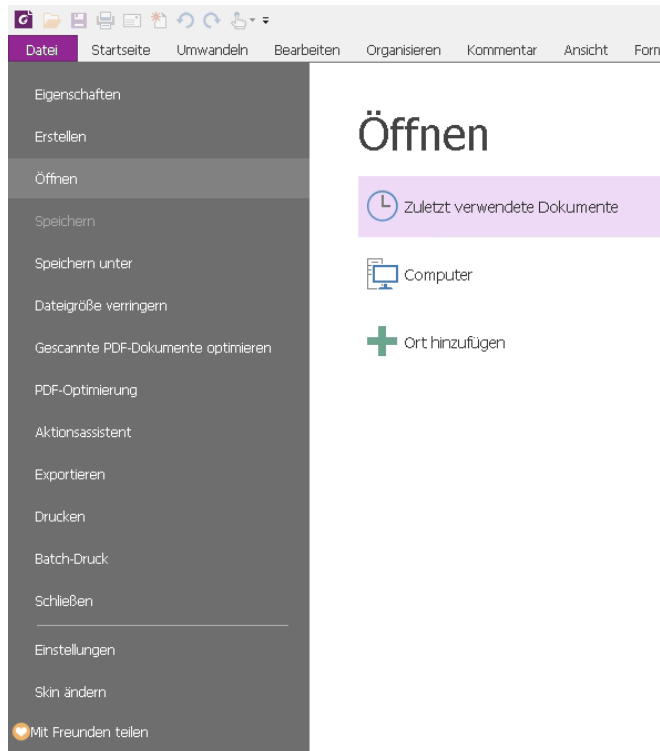 Datei Startseite Umwandeln Bearbeiten Organisieren Kommentar Ansicht Form
Eigenschaften
Erstellen
Öffnen
Speichern
Speichern unter
Dateigröße verringern
Gescannte PDF-Dokumente optimieren
PDF-Optimierung
Aktionsassistent
Exportieren
Drucken
Batch-Druck
Schließen
Einstellungen
Skin ändern
Mit Freunden teilen
Öffnen
Zuletzt verwendete Dokumente
Computer
Ort hinzufügen